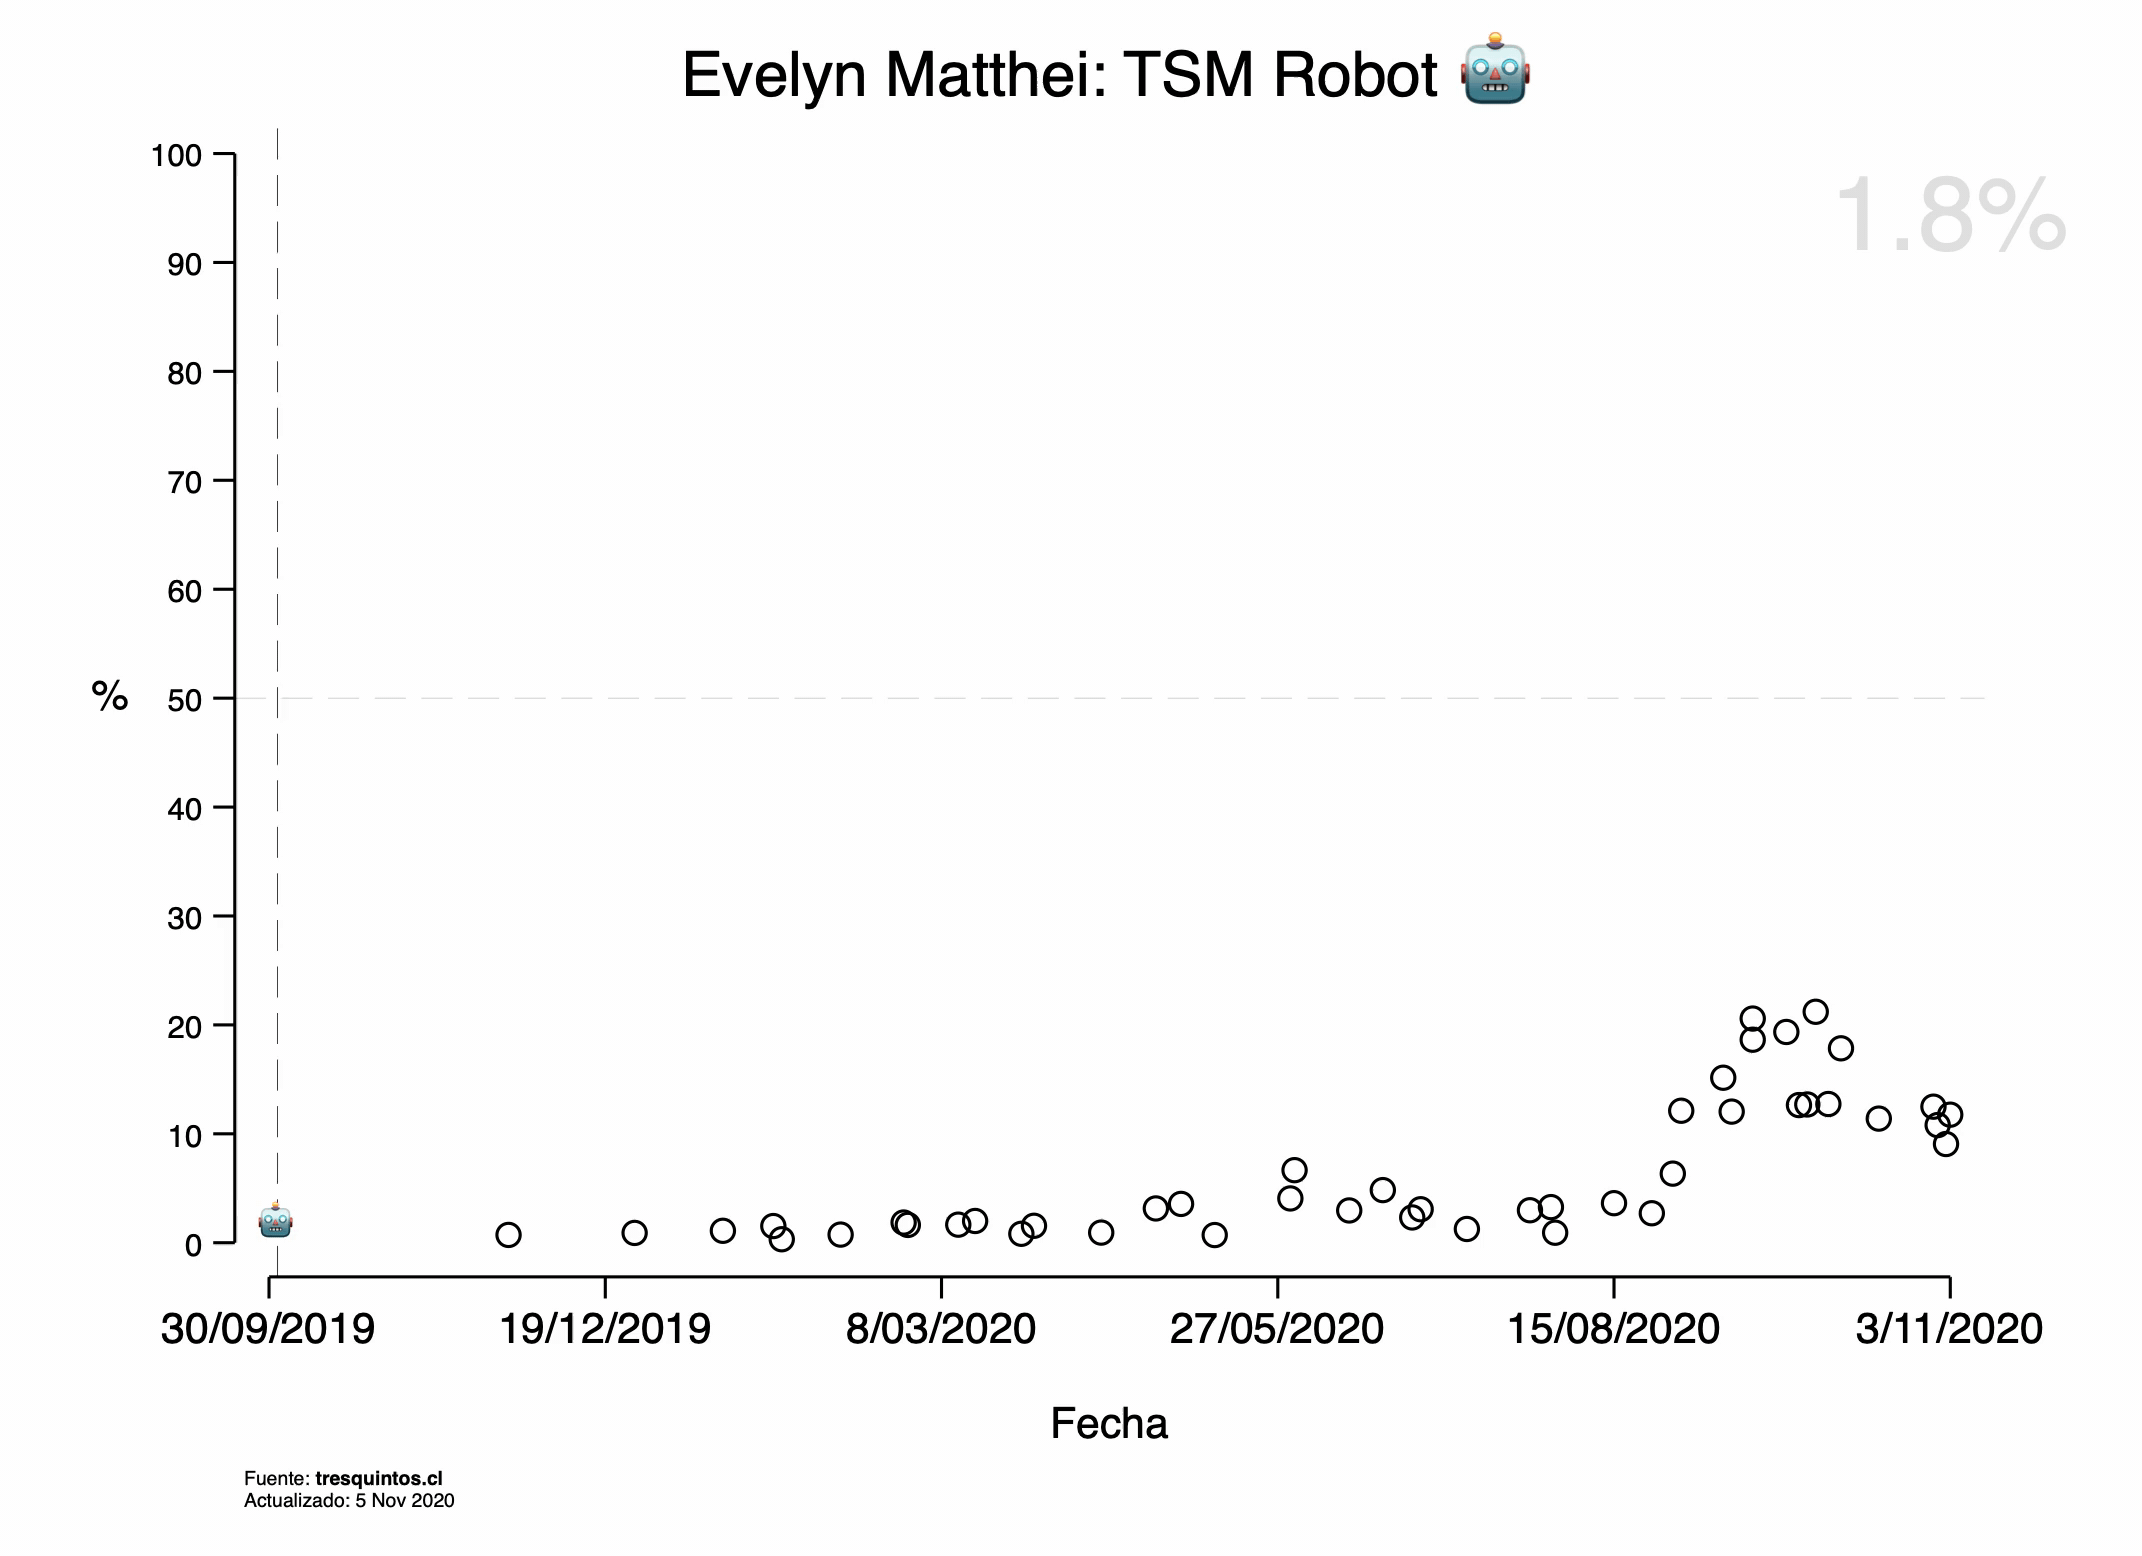 Evelyn Matthei: TSM Robot 🤖
1.8%
100
90
80
70
60
50
40
30
20
10
0
%
30/09/2019 19/12/2019 8/03/2020 27/05/2020 15/08/2020 3/11/2020
Fecha
Fuente: tresquintos.cl
Actualizado: 5 Nov 2020